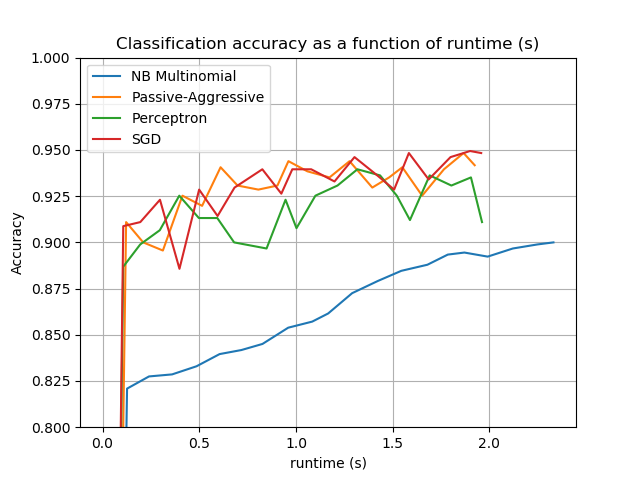 Classification accuracy as a function of runtime (s)
1.000
0.975
0.950
0.925
0.900
0.875
0.850
0.825
0.800
Accuracy
NB Multinomial
Passive-Aggressive
Perceptron
SGD
0.0 0.5 1.0 1.5 2.0
runtime (s)